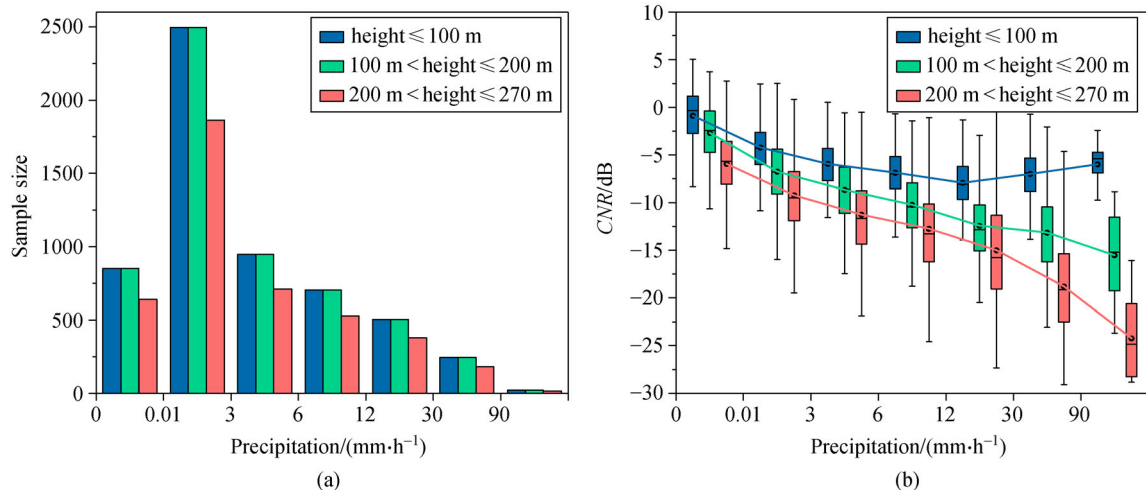 height ≤ 100 m
100 m < height ≤ 200 m
200 m < height ≤ 270 m
2500
2000
1500
1000
500
0
Sample size
0 0.01 3 6 12 30 90
Precipitation/(mm·h⁻¹)
(a)
height ≤ 100 m
100 m < height ≤ 200 m
200 m < height ≤ 270 m
10
5
0
−5
−10
−15
−20
−25
−30
CNR/dB
0 0.01 3 6 12 30 90
Precipitation/(mm·h⁻¹)
(b)